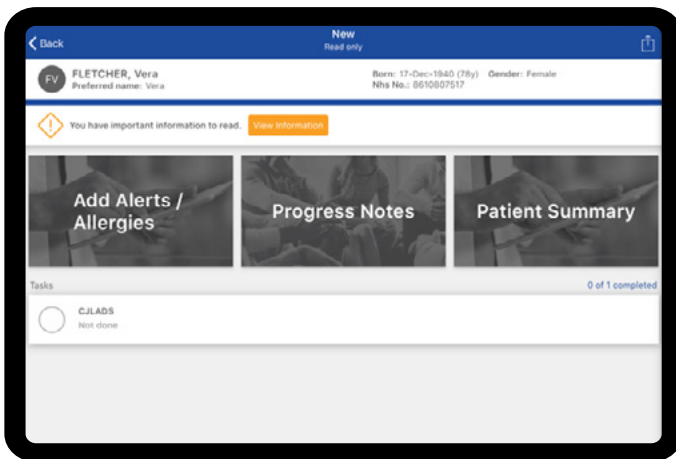 Back
New
Read only
FV
FLETCHER, Vera
Preferred name: Vera
Born: 17-Dec-1940 (78y) Gender: Female
Nhs No.: 8610807517
You have important information to read. View Information
Add Alerts /
Allergies
Progress Notes
Patient Summary
Tasks
0 of 1 completed
CJLADS
Not done